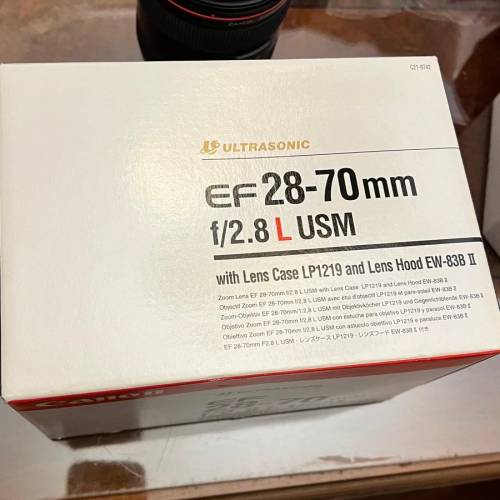 C21-9742
ULTRASONIC
EF 28-70mm
f/2.8 L USM
with Lens Case LP1219 and Lens Hood EW-83B II
Zoom Lens EF 28-70mm f/2.8 L USM with Lens Case LP1219 and Lens Hood EW-83B II
Objectif Zoom EF 28-70mm f/2.8 L USM avec étui d'objectif LP1219 et pare-soleil EW-83B II
Zoom-Objektiv EF 28-70mm/1:2.8 L USM mit Objektivköcher LP1219 und Gegenlichtblende EW-83B II
Objetivo Zoom EF 28-70mm f/2.8 L USM con estuche para objetivo LP1219 y parasol EW-83B II
Obiettivo Zoom EF 28-70mm f/2.8 L USM con astuccio obiettivo LP1219 e paraluce EW-83B II
EF 28-70mm F2.8 L USM・レンズケース LP1219・レンズフード EW-83B II 付き
Canon
EF
28-70